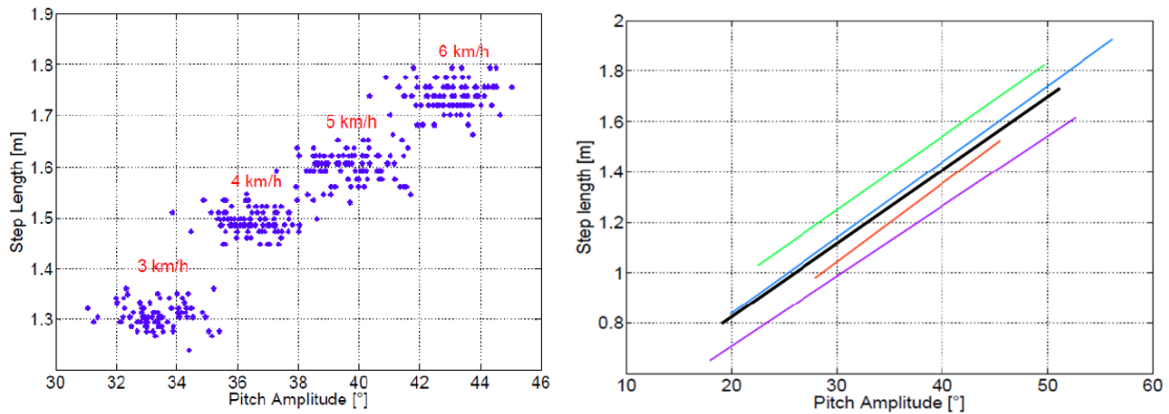 1.9
1.8
1.7
1.6
1.5
1.4
1.3
Step Length [m]
6 km/h
5 km/h
4 km/h
3 km/h
30 32 34 36 38 40 42 44 46
Pitch Amplitude [°]
2
1.8
1.6
1.4
1.2
1
0.8
Step length [m]
10 20 30 40 50 60
Pitch Amplitude [°]